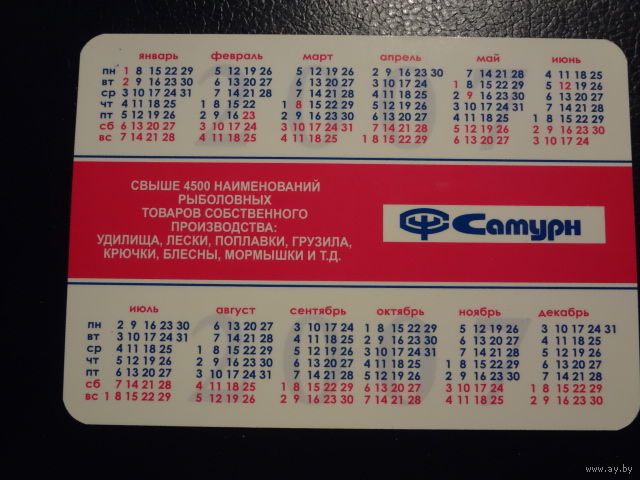 январь февраль март апрель май июнь
пн 1 8 15 22 29 5 12 19 26 5 12 19 26 2 9 16 23 30 7 14 21 28 4 11 18 25
вт 2 9 16 23 30 6 13 20 27 6 13 20 27 3 10 17 24 1 8 15 22 29 5 12 19 26
ср 3 10 17 24 31 7 14 21 28 7 14 21 28 4 11 18 25 2 9 16 23 30 6 13 20 27
чт 4 11 18 25 1 8 15 22 1 8 15 22 29 5 12 19 26 3 10 17 24 31 7 14 21 28
пт 5 12 19 26 2 9 16 23 2 9 16 23 30 6 13 20 27 4 11 18 25 1 8 15 22 29
сб 6 13 20 27 3 10 17 24 3 10 17 24 31 7 14 21 28 5 12 19 26 2 9 16 23 30
вс 7 14 21 28 4 11 18 25 4 11 18 25 1 8 15 22 29 6 13 20 27 3 10 17 24
СВЫШЕ 4500 НАИМЕНОВАНИЙ
РЫБОЛОВНЫХ
ТОВАРОВ СОБСТВЕННОГО
ПРОИЗВОДСТВА:
УДИЛИЩА, ЛЕСКИ, ПОПЛАВКИ, ГРУЗИЛА,
КРЮЧКИ, БЛЕСНЫ, МОРМЫШКИ И Т.Д.
Сатурн
июль август сентябрь октябрь ноябрь декабрь
пн 2 9 16 23 30 6 13 20 27 3 10 17 24 1 8 15 22 29 5 12 19 26 3 10 17 24 31
вт 3 10 17 24 31 7 14 21 28 4 11 18 25 2 9 16 23 30 6 13 20 27 4 11 18 25
ср 4 11 18 25 1 8 15 22 29 5 12 19 26 3 10 17 24 31 7 14 21 28 5 12 19 26
чт 5 12 19 26 2 9 16 23 30 6 13 20 27 4 11 18 25 1 8 15 22 29 6 13 20 27
пт 6 13 20 27 3 10 17 24 31 7 14 21 28 5 12 19 26 2 9 16 23 30 7 14 21 28
сб 7 14 21 28 4 11 18 25 1 8 15 22 29 6 13 20 27 3 10 17 24 1 8 15 22 29
вс 1 8 15 22 29 5 12 19 26 2 9 16 23 30 7 14 21 28 4 11 18 25 2 9 16 23 30
www.ay.by